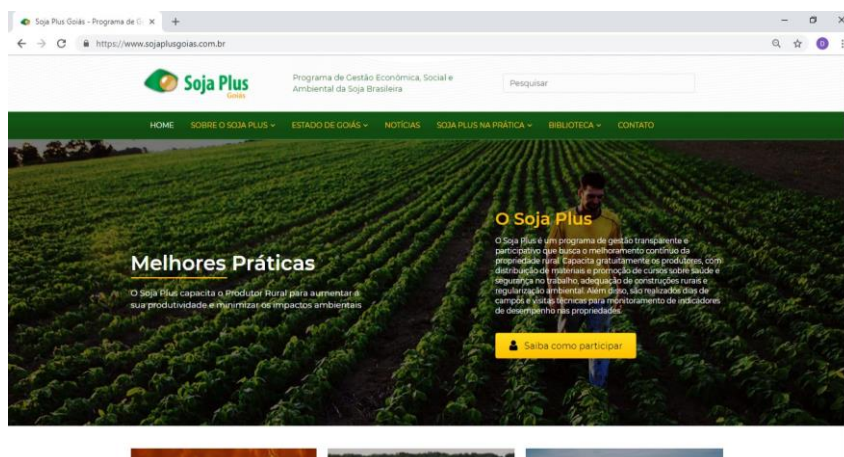 Soja Plus Goiás - Programa de G
https://www.sojaplusgoias.com.br
Soja Plus
Goiás
Programa de Gestão Econômica, Social e
Ambiental da Soja Brasileira
Pesquisar
HOME SOBRE O SOJA PLUS ESTADO DE GOIÁS NOTÍCIAS SOJA PLUS NA PRÁTICA BIBLIOTECA CONTATO
Melhores Práticas
O Soja Plus capacita o Produtor Rural para aumentar a
sua produtividade e minimizar os impactos ambientais
O Soja Plus
O Soja Plus é um programa de gestão transparente e
participativo que busca o melhoramento contínuo da
propriedade rural. Capacita gratuitamente os produtores, com
distribuição de materiais e promoção de cursos sobre saúde e
segurança no trabalho, adequação de construções rurais e
regularização ambiental. Além disso, são realizados dias de
campos e visitas técnicas para monitoramento de indicadores
de desempenho nas propriedades.
Saiba como participar